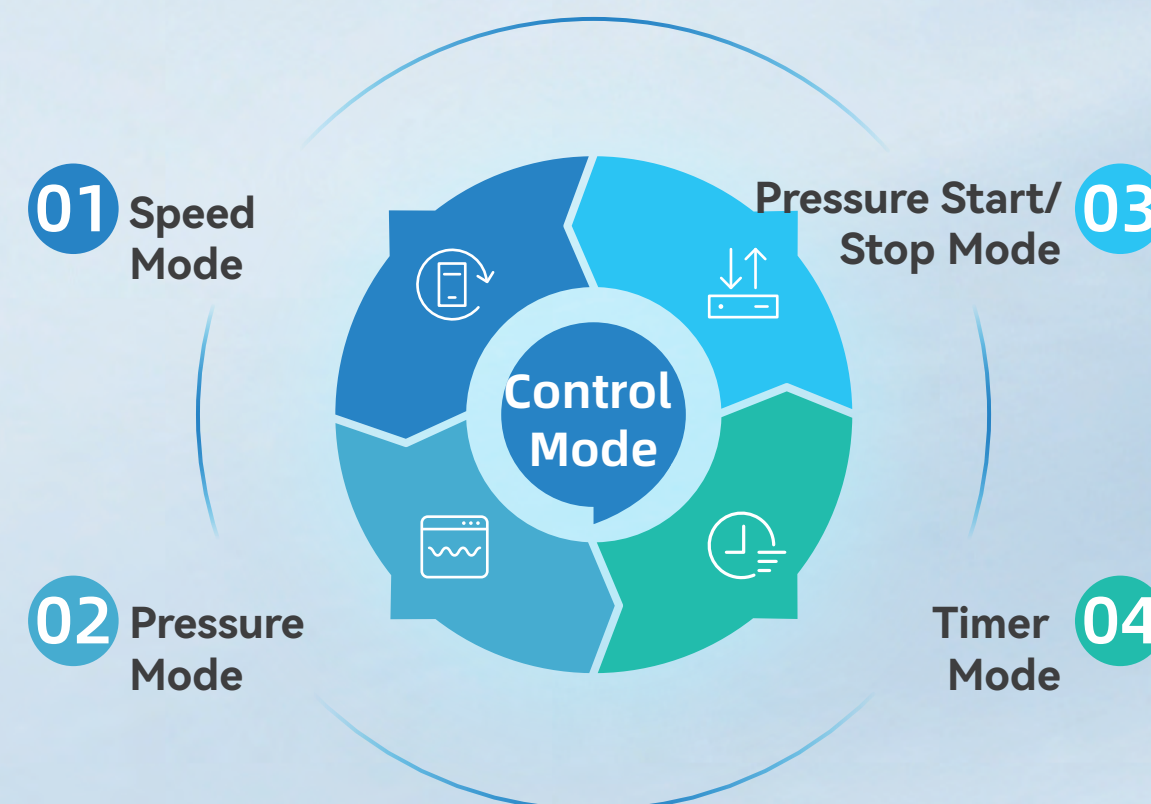 01
Speed
Mode
Pressure Start/
Stop Mode
03
Control
Mode
02
Pressure
Mode
Timer
Mode
04